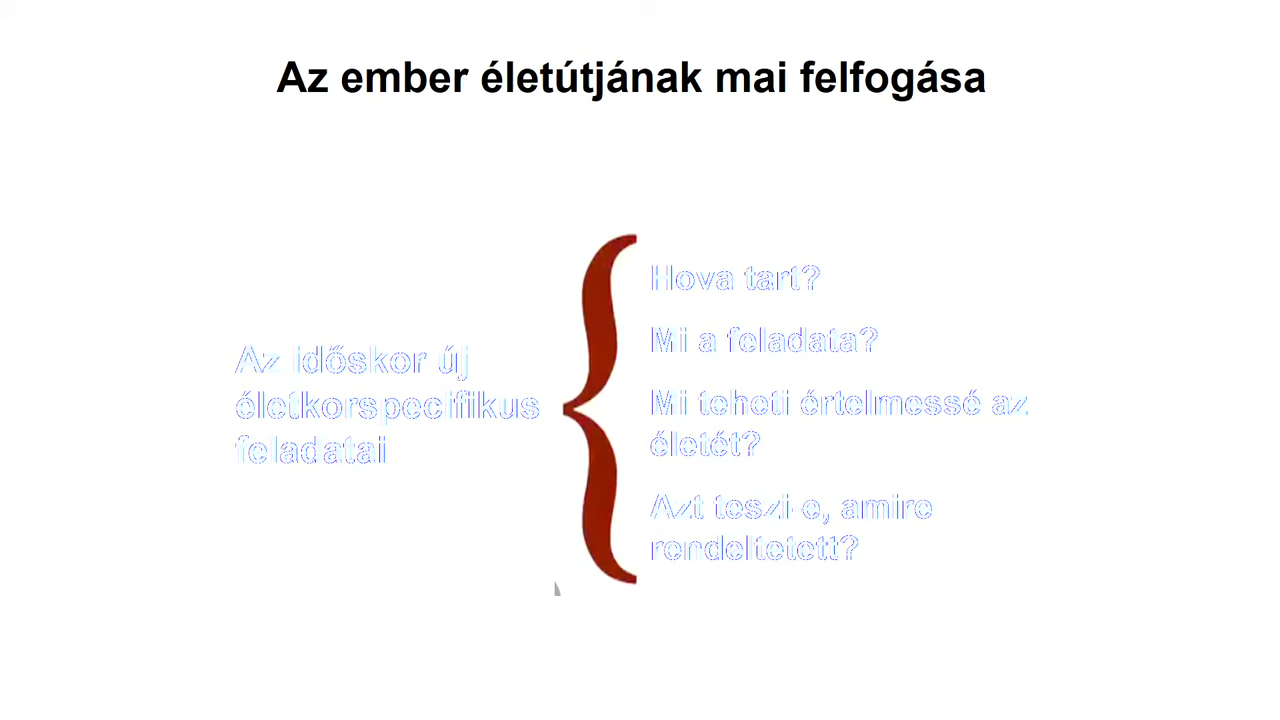 Az ember életútjának mai felfogása
Az időskor új
életkorspecifikus
feladatai
Hova tart?
Mi a feladata?
Mi teheti értelmessé az
életét?
Azt teszi-e, amire
rendeltetett?